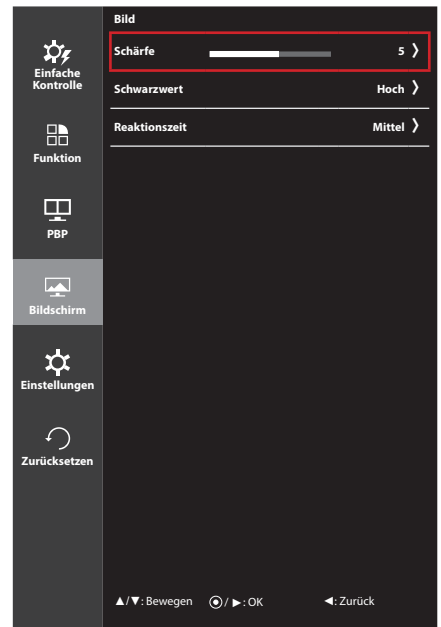 Bild
Schärfe 5 ❯
Schwarzwert Hoch ❯
Reaktionszeit Mittel ❯
Einfache
Kontrolle
Funktion
PBP
Bildschirm
Einstellungen
Zurücksetzen
▲/▼: Bewegen ◉/ ►: OK ◄: Zurück